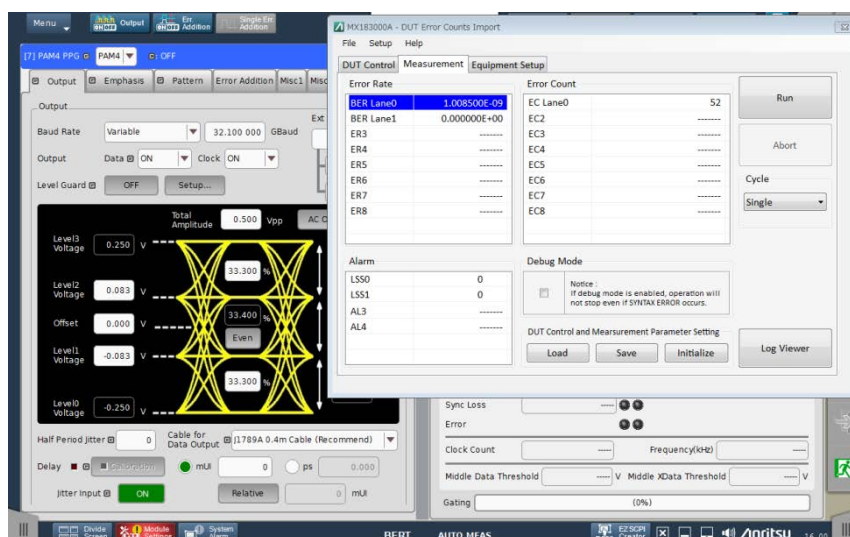 Menu
ON OFF Output
ON OFF Err. Addition
Single Err. Addition
[7] PAM4 PPG
PAM4
C: OFF
Output Emphasis Pattern Error Addition Misc1 Misc
Output
Ext
Baud Rate Variable 32.100 000 GBaud
Output Data ON Clock ON
Level Guard OFF Setup...
Total Amplitude 0.500 Vpp AC O
Level3 Voltage 0.250 V
33.300 %
Level2 Voltage 0.083 V
Offset 0.000 V
33.400 %
Even
Level1 Voltage -0.083 V
33.300 %
Level0 Voltage -0.250 V
Half Period Jitter 0 Cable for Data Output J1789A 0.4m Cable (Recommend)
Delay Calibration mUI 0 ps 0.000
Jitter Input ON Relative 0 mUI
MX183000A - DUT Error Counts Import
File Setup Help
DUT Control Measurement Equipment Setup
Error Rate
BER Lane0 1.008500E-09
BER Lane1 0.000000E+00
ER3 -------
ER4 -------
ER5 -------
ER6 -------
ER7 -------
ER8 -------
Error Count
EC Lane0 52
EC2 -------
EC3 -------
EC4 -------
EC5 -------
EC6 -------
EC7 -------
EC8 -------
Run
Abort
Cycle
Single
Alarm
LSS0 0
LSS1 0
AL3 -------
AL4 -------
Debug Mode
Notice :
If debug mode is enabled, operation will
not stop even if SYNTAX ERROR occurs.
DUT Control and Mearsurement Parameter Setting
Load Save Initialize
Log Viewer
Sync Loss ----
Error
Clock Count ---- Frequency(kHz) ----
Middle Data Threshold ---- V Middle XData Threshold ---- V
Gating (0%)
Divide Screen
Module Settings
System Alarm
BERT AUTO MEAS
EZ SCPI Creator
Anritsu